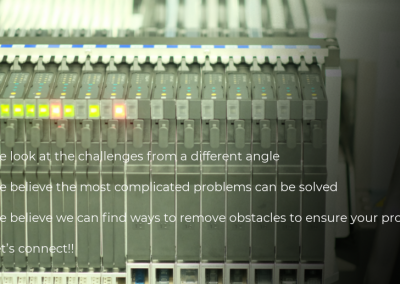 e look at the challenges from a different angle
e believe the most complicated problems can be solved
e believe we can find ways to remove obstacles to ensure your pro
et's connect!!